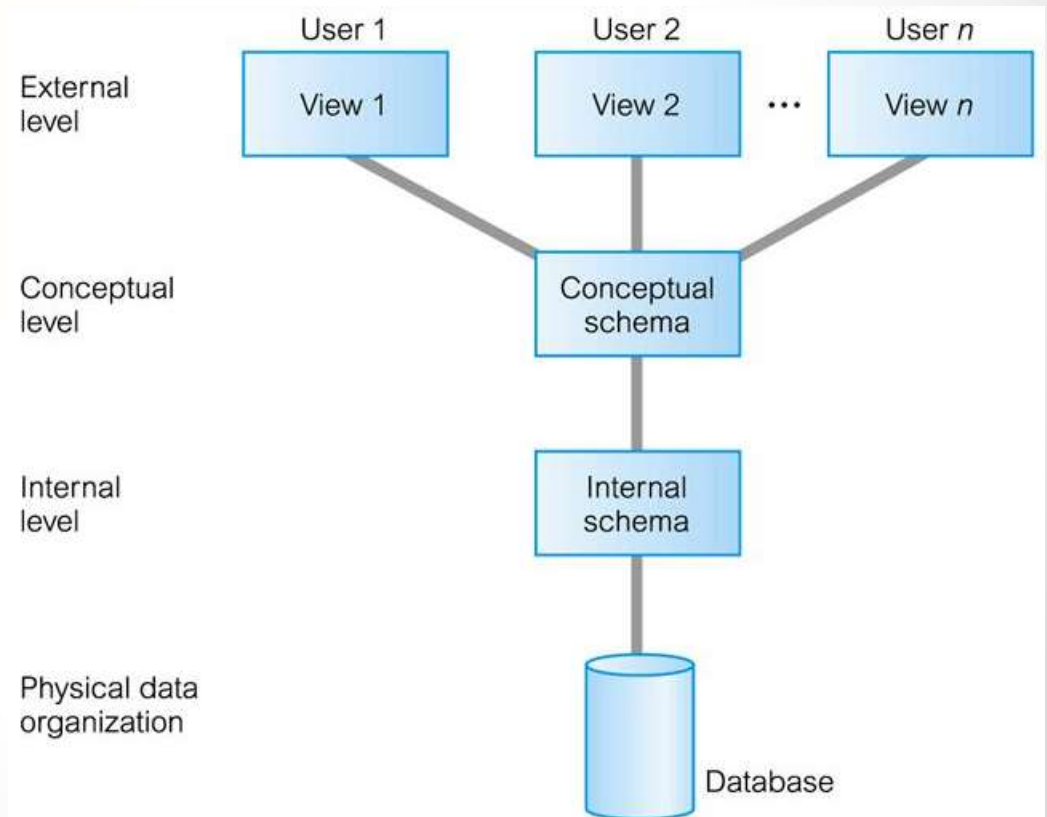 User 1
User 2
User n
External
level
View 1
View 2
...
View n
Conceptual
level
Conceptual
schema
Internal
level
Internal
schema
Physical data
organization
Database